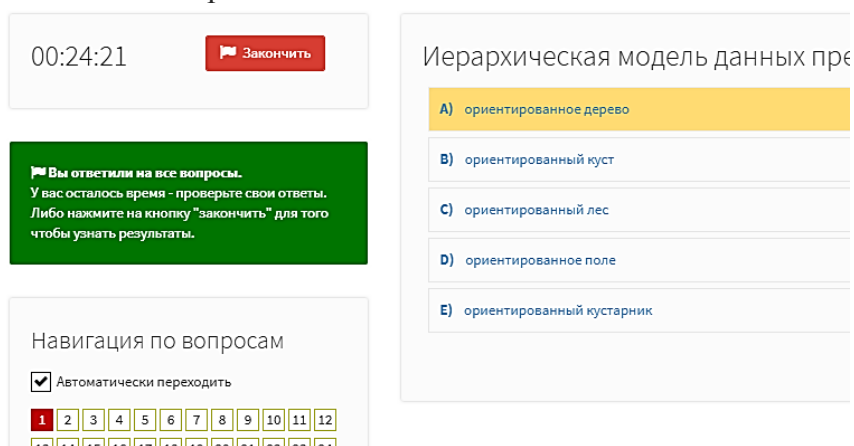 00:24:21
Закончить
Вы ответили на все вопросы.
У вас осталось время - проверьте свои ответы.
Либо нажмите на кнопку "закончить" для того
чтобы узнать результаты.
Навигация по вопросам
Автоматически переходить
1 2 3 4 5 6 7 8 9 10 11 12
Иерархическая модель данных пре
A) ориентированное дерево
B) ориентированный куст
C) ориентированный лес
D) ориентированное поле
E) ориентированный кустарник